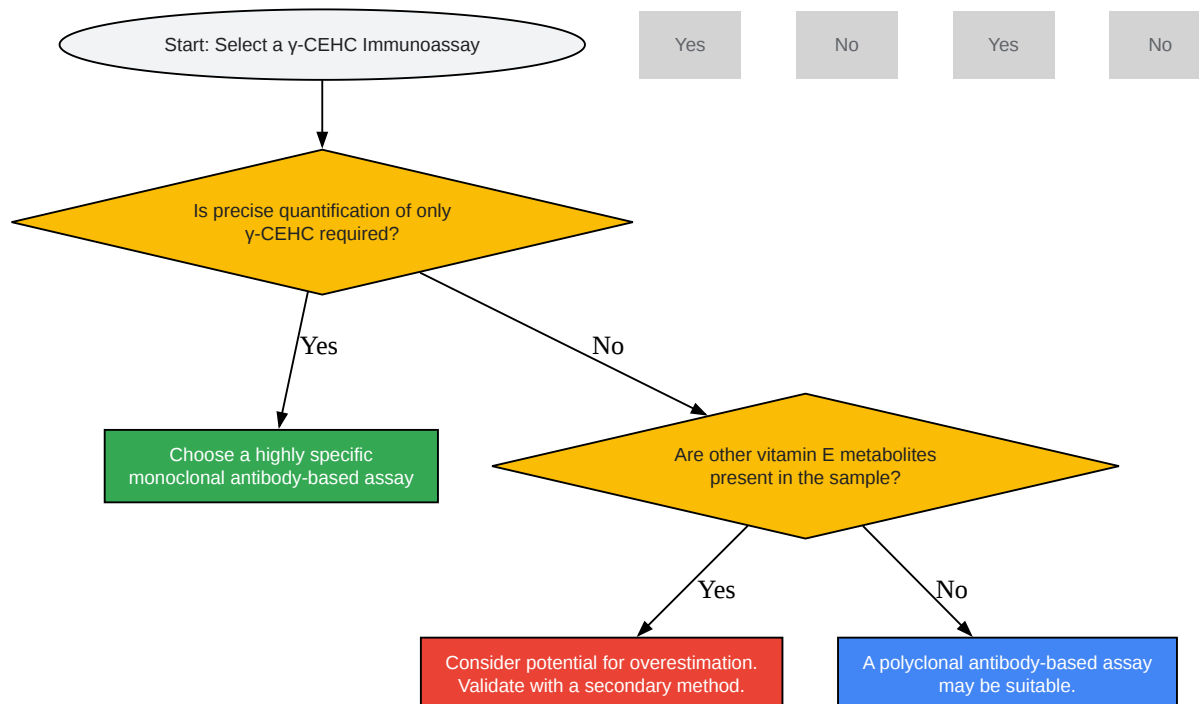 Start: Select a γ-CEHC Immunoassay
Yes
No
Yes
No
Is precise quantification of only
γ-CEHC required?
Yes
No
Choose a highly specific
monoclonal antibody-based assay
Are other vitamin E metabolites
present in the sample?
Yes
No
Consider potential for overestimation.
Validate with a secondary method.
A polyclonal antibody-based assay
may be suitable.